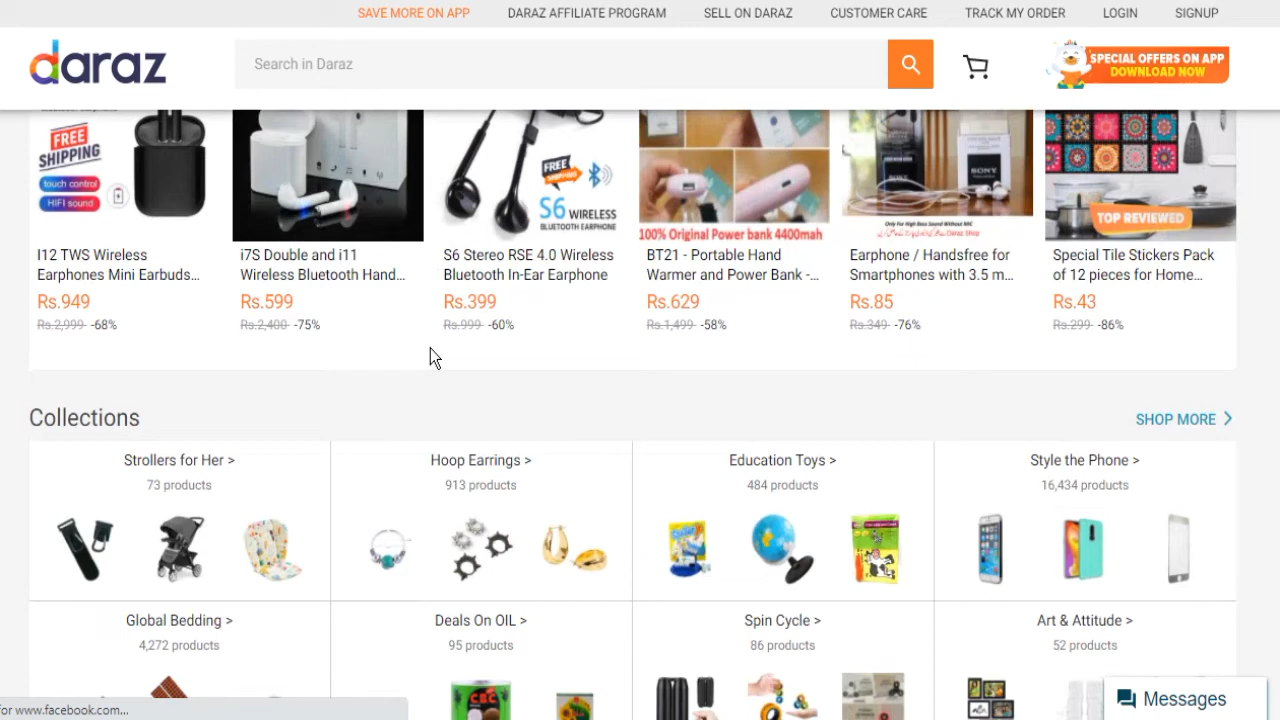 SAVE MORE ON APP DARAZ AFFILIATE PROGRAM SELL ON DARAZ CUSTOMER CARE TRACK MY ORDER LOGIN SIGNUP
daraz
Search in Daraz
SPECIAL OFFERS ON APP
DOWNLOAD NOW
FREE
SHIPPING
touch control
HIFI sound
FREE
S6 WIRELESS
BLUETOOTH EARPHONE
100% Original Power bank 4400mah
SONY
Only For High Bass Sound Without MIC
TOP REVIEWED
I12 TWS Wireless
Earphones Mini Earbuds...
Rs.949
Rs.2,999 -68%
i7S Double and i11
Wireless Bluetooth Hand...
Rs.599
Rs.2,400 -75%
S6 Stereo RSE 4.0 Wireless
Bluetooth In-Ear Earphone
Rs.399
Rs.999 -60%
BT21 - Portable Hand
Warmer and Power Bank -...
Rs.629
Rs.1,499 -58%
Earphone / Handsfree for
Smartphones with 3.5 m...
Rs.85
Rs.349 -76%
Special Tile Stickers Pack
of 12 pieces for Home...
Rs.43
Rs.299 -86%
Collections
SHOP MORE >
Strollers for Her >
73 products
Hoop Earrings >
913 products
Education Toys >
484 products
Style the Phone >
16,434 products
Global Bedding >
4,272 products
Deals On OIL >
95 products
Spin Cycle >
86 products
Art & Attitude >
52 products
CBC
for www.facebook.com...
Messages